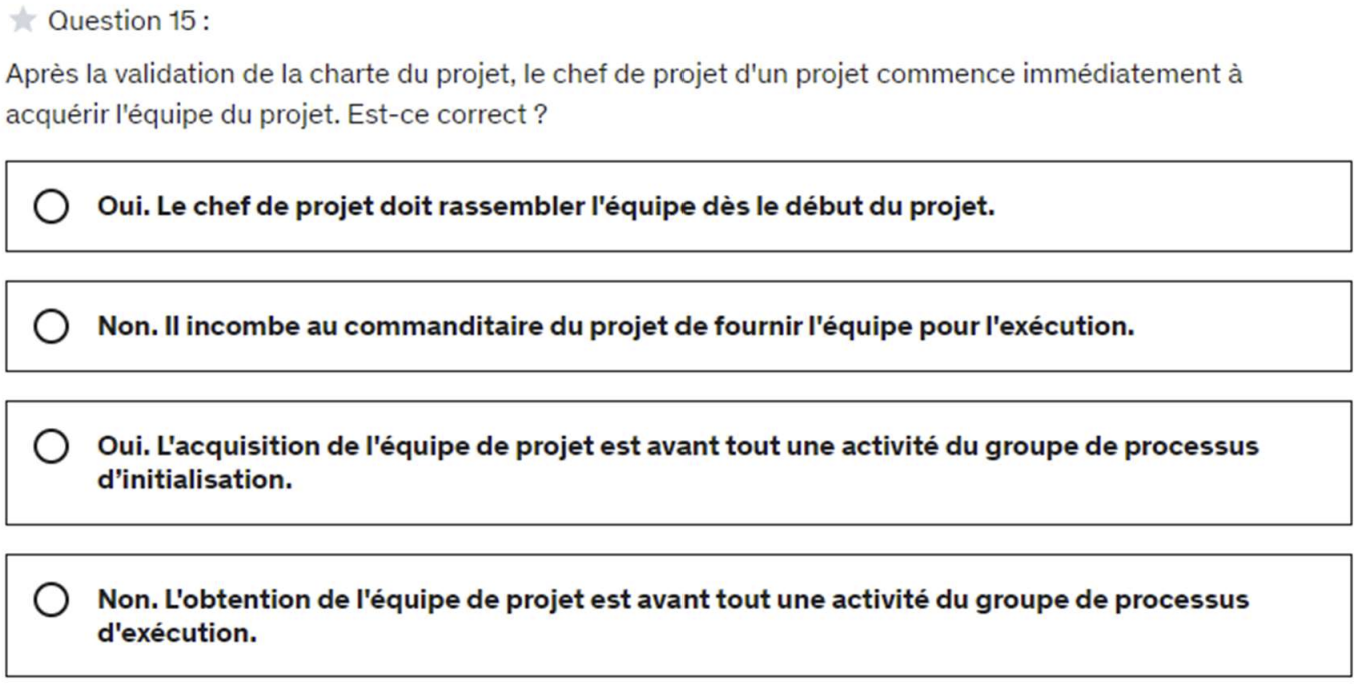 Question 15 :
Après la validation de la charte du projet, le chef de projet d'un projet commence immédiatement à
acquérir l'équipe du projet. Est-ce correct ?
Oui. Le chef de projet doit rassembler l'équipe dès le début du projet.
Non. Il incombe au commanditaire du projet de fournir l'équipe pour l'exécution.
Oui. L'acquisition de l'équipe de projet est avant tout une activité du groupe de processus
d’initialisation.
Non. L'obtention de l'équipe de projet est avant tout une activité du groupe de processus
d'exécution.